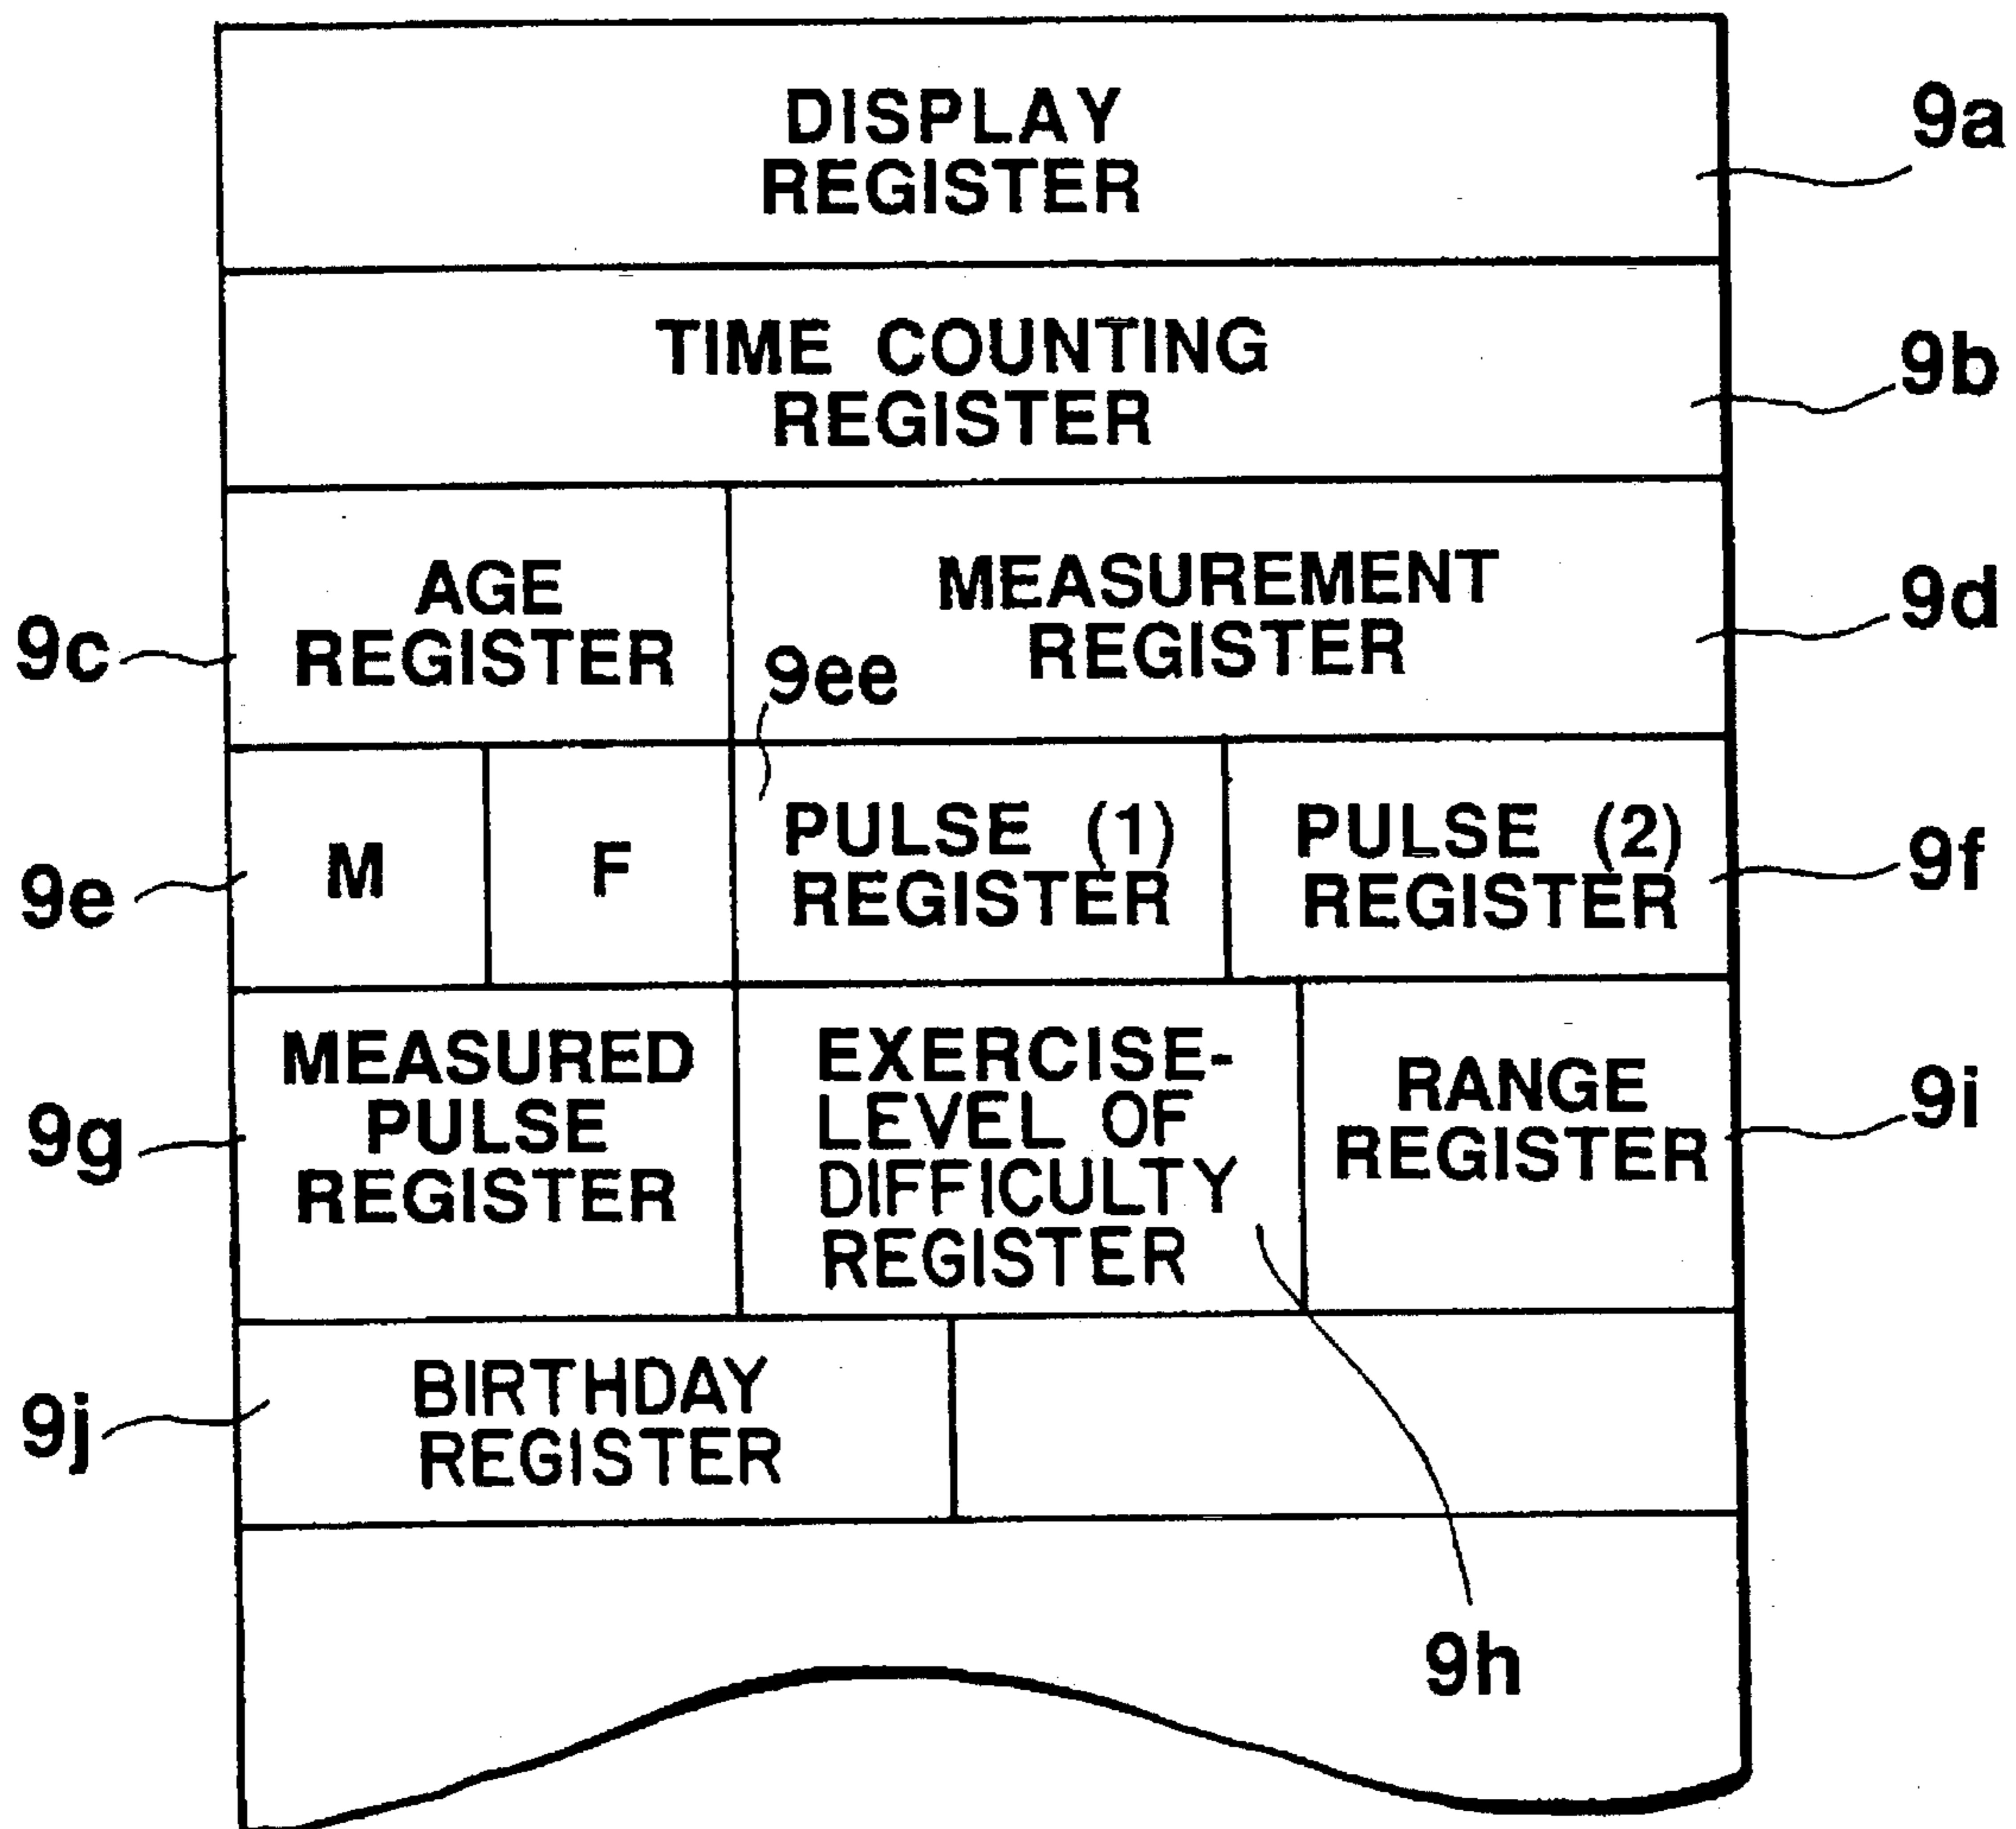 DISPLAY
REGISTER
9a
TIME COUNTING
REGISTER
9b
9c
AGE
REGISTER
MEASUREMENT
REGISTER
9d
9ee
9e
M
F
PULSE (1)
REGISTER
PULSE (2)
REGISTER
9f
9g
MEASURED
PULSE
REGISTER
EXERCISE-
LEVEL OF
DIFFICULTY
REGISTER
RANGE
REGISTER
9i
9j
BIRTHDAY
REGISTER
9h